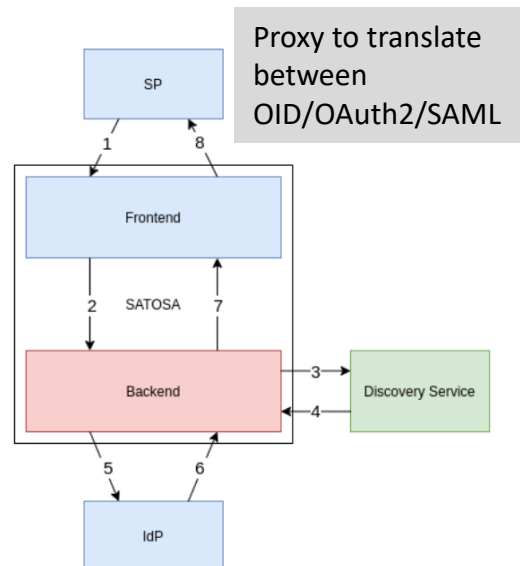 Proxy to translate
between
OID/OAuth2/SAML
SP
1
8
Frontend
2
SATOSA
7
Backend
3
4
Discovery Service
5
6
IdP